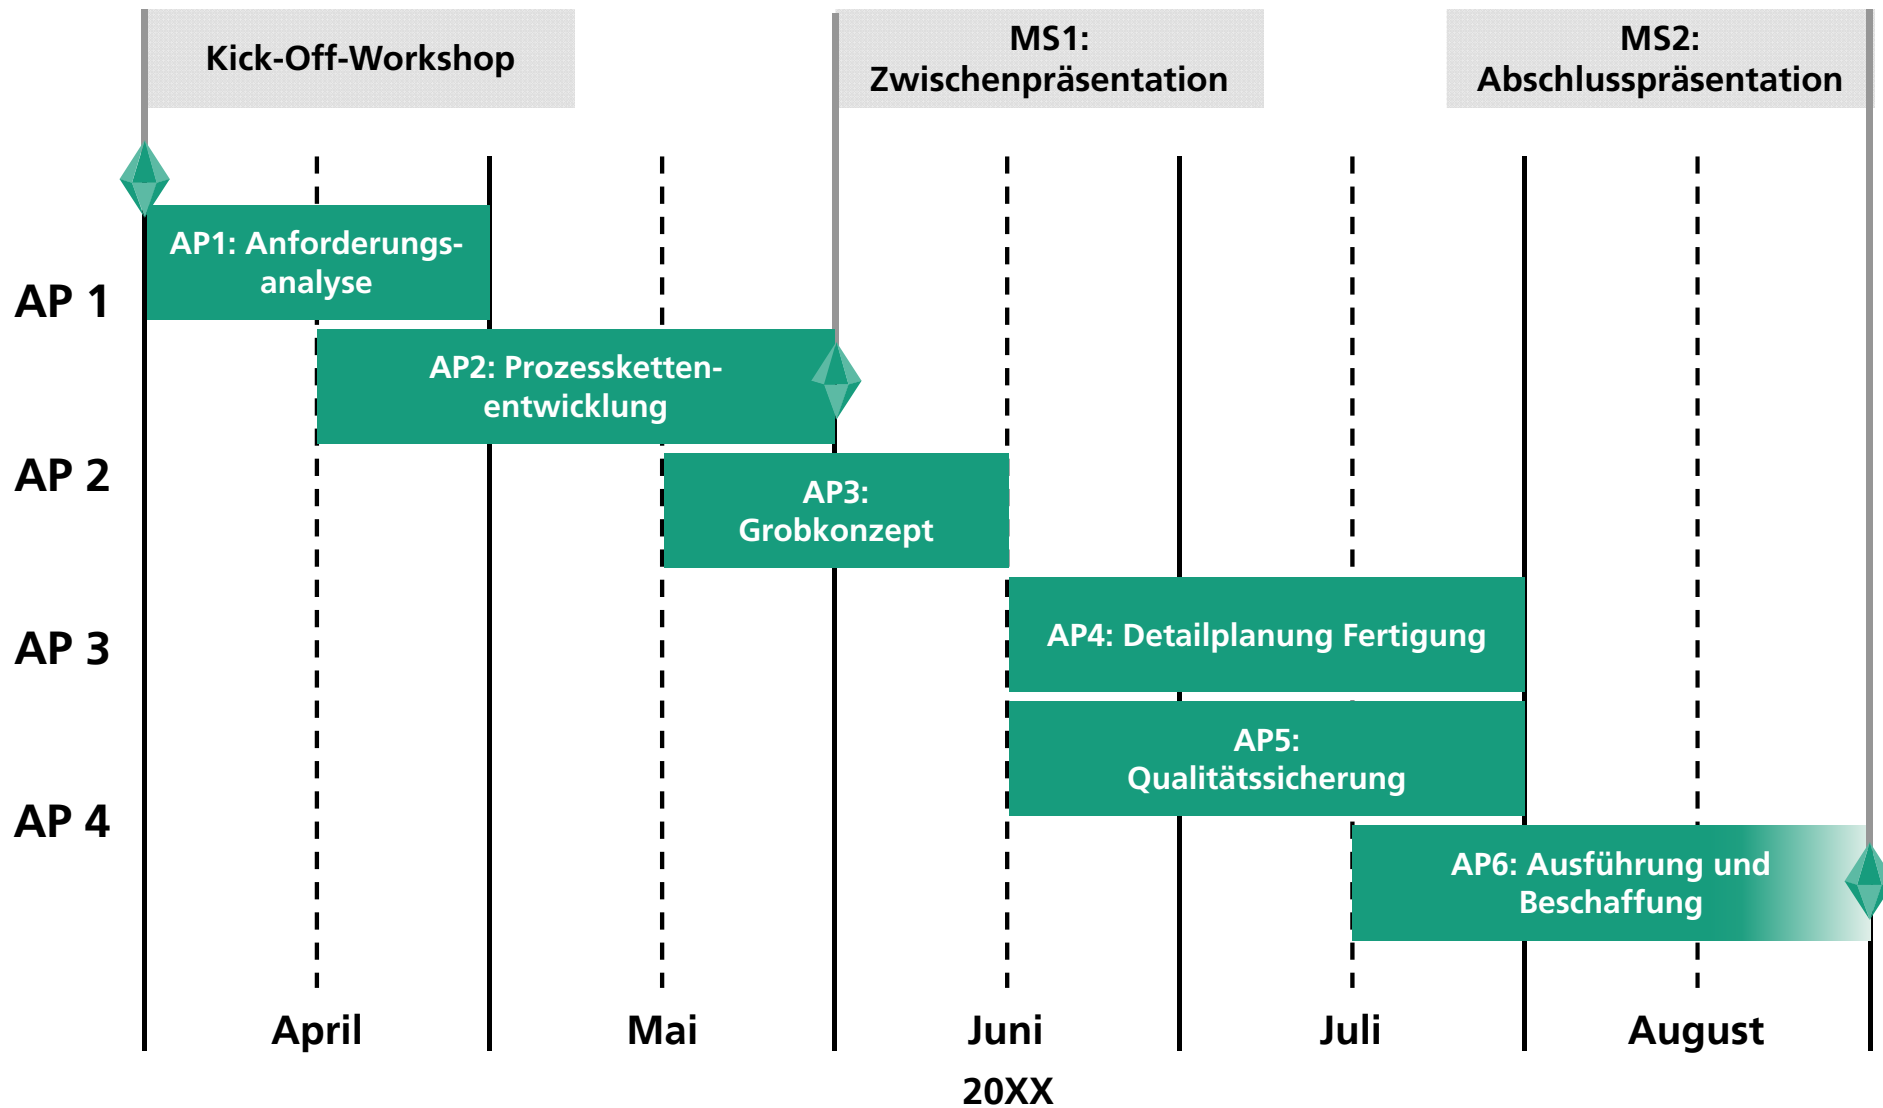 Kick-Off-Workshop
MS1:
Zwischenpräsentation
MS2:
Abschlusspräsentation
AP1: Anforderungs-
analyse
AP 1
AP2: Prozessketten-
entwicklung
AP 2
AP3:
Grobkonzept
AP 3
AP4: Detailplanung Fertigung
AP5:
Qualitätssicherung
AP 4
AP6: Ausführung und
Beschaffung
April
Mai
Juni
Juli
August
20XX